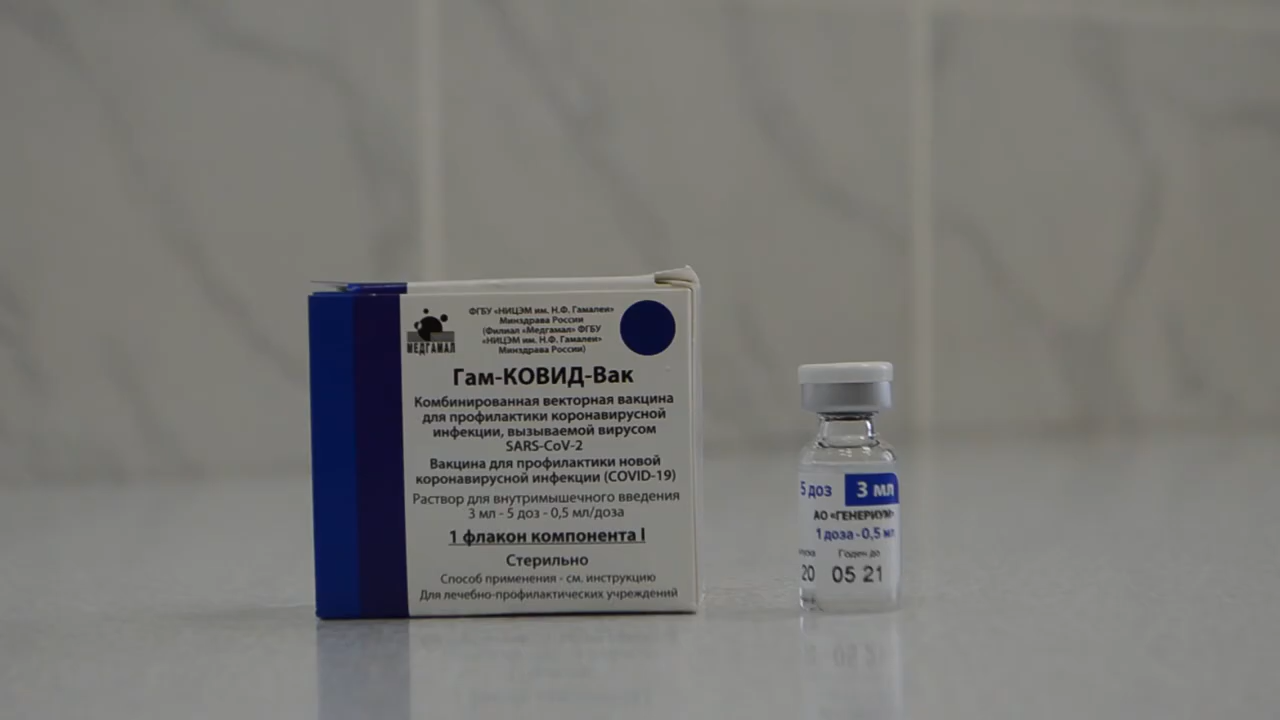 ФГБУ «НИЦЭМ им. Н.Ф. Гамалеи»
Минздрава России
(Филиал «Медгамал» ФГБУ
«НИЦЭМ им. Н.Ф. Гамалеи»
Минздрава России)
МЕДГАМАЛ
Гам-КОВИД-Вак
Комбинированная векторная вакцина
для профилактики коронавирусной
инфекции, вызываемой вирусом
SARS-CoV-2
Вакцина для профилактики новой
коронавирусной инфекции (COVID-19)
Раствор для внутримышечного введения
3 мл - 5 доз - 0,5 мл/доза
1 флакон компонента I
Стерильно
Способ применения - см. инструкцию
Для лечебно-профилактических учреждений
5 доз 3 мл
АО «ГЕНЕРИУМ»
1 доза - 0,5 мл
Годен до
20 05 21